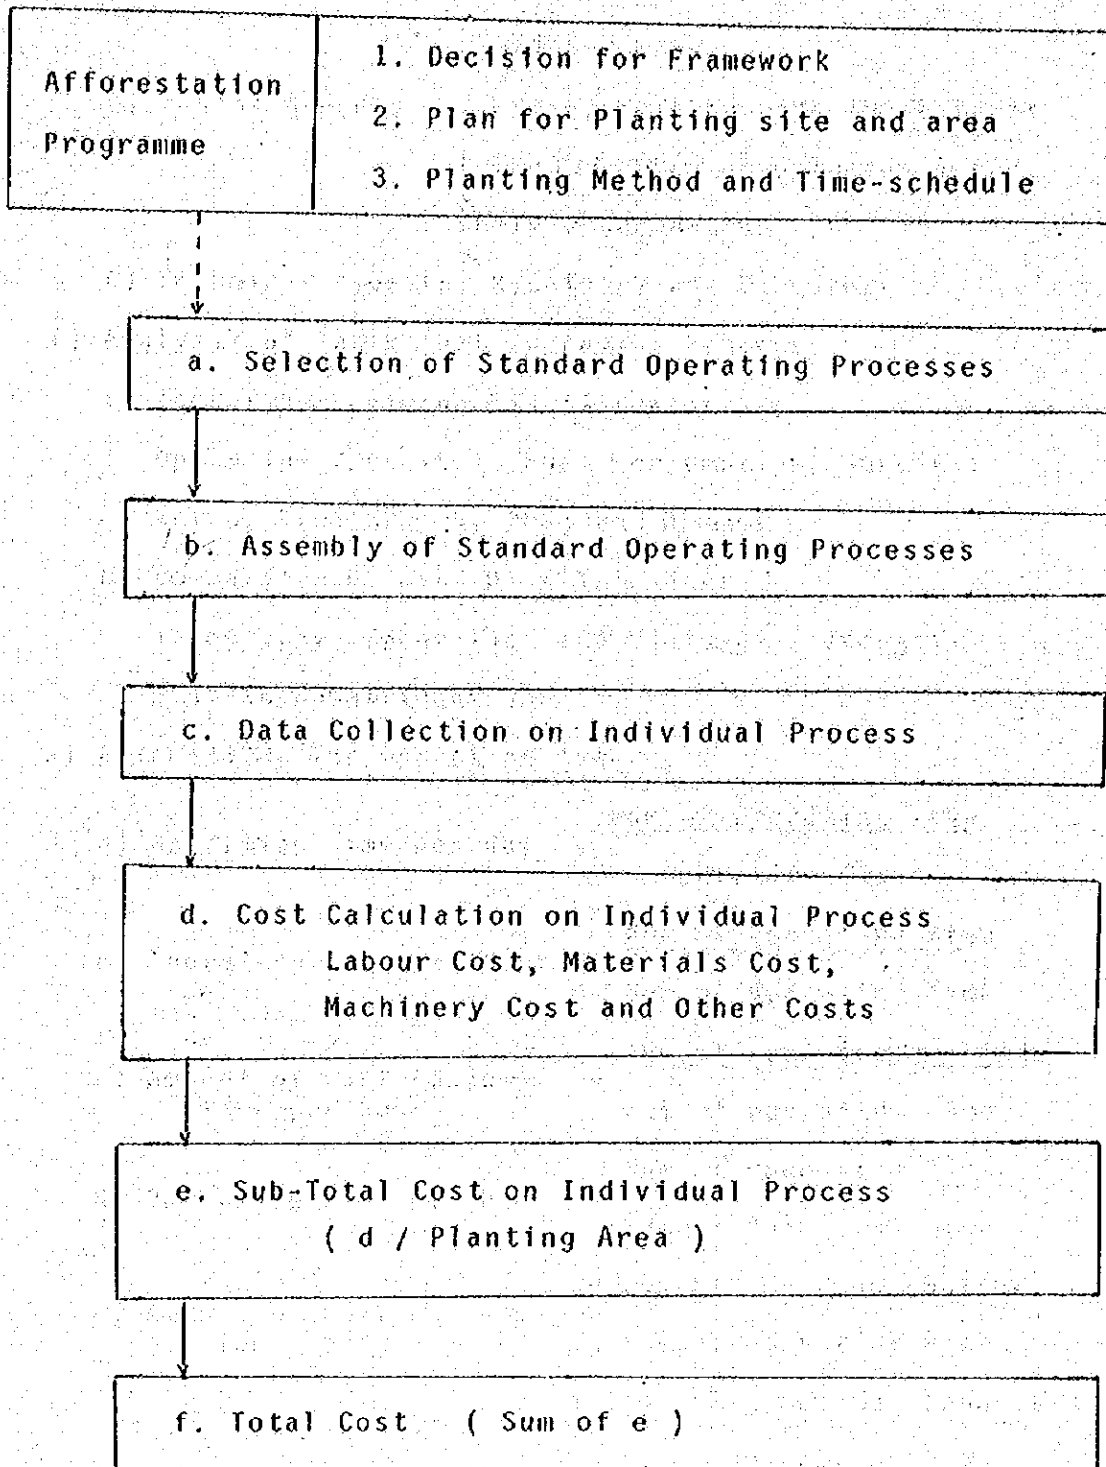 Afforestation
Programme
1. Decision for Framework
2. Plan for Planting site and area
3. Planting Method and Time-schedule
a. Selection of Standard Operating Processes
b. Assembly of Standard Operating Processes
c. Data Collection on Individual Process
d. Cost Calculation on Individual Process
Labour Cost, Materials Cost,
Machinery Cost and Other Costs
e. Sub-Total Cost on Individual Process
( d / Planting Area )
f. Total Cost ( Sum of e )